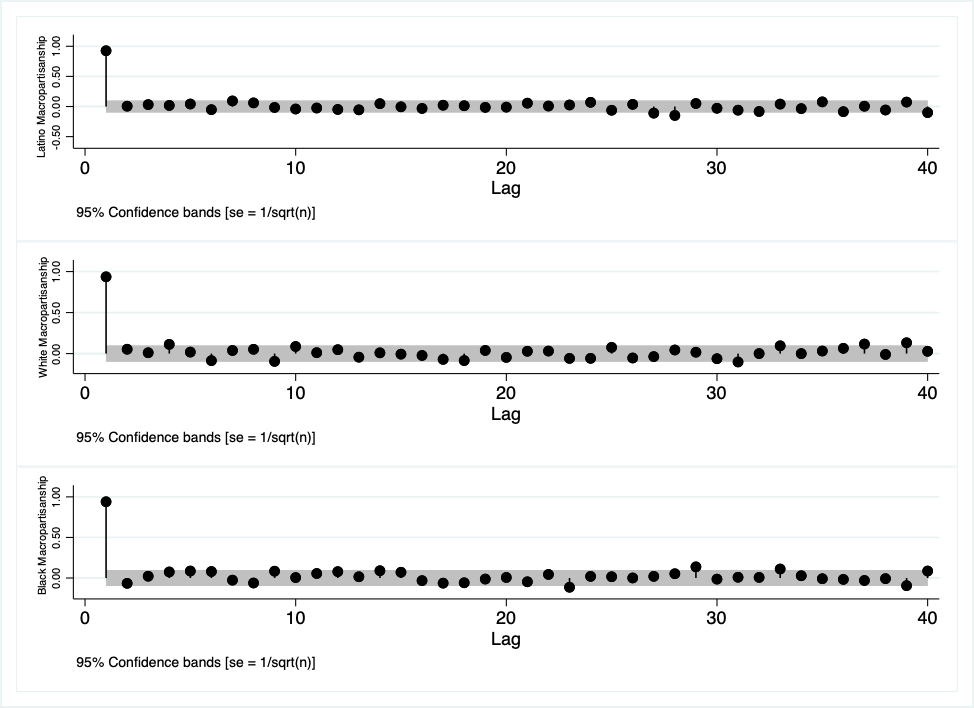 Latino Macropartisanship
1.00
0.50
0.00
-0.50
0 10 20 30 40
Lag
95% Confidence bands [se = 1/sqrt(n)]
White Macropartisanship
1.00
0.50
0.00
0 10 20 30 40
Lag
95% Confidence bands [se = 1/sqrt(n)]
Black Macropartisanship
1.00
0.50
0.00
0 10 20 30 40
Lag
95% Confidence bands [se = 1/sqrt(n)]